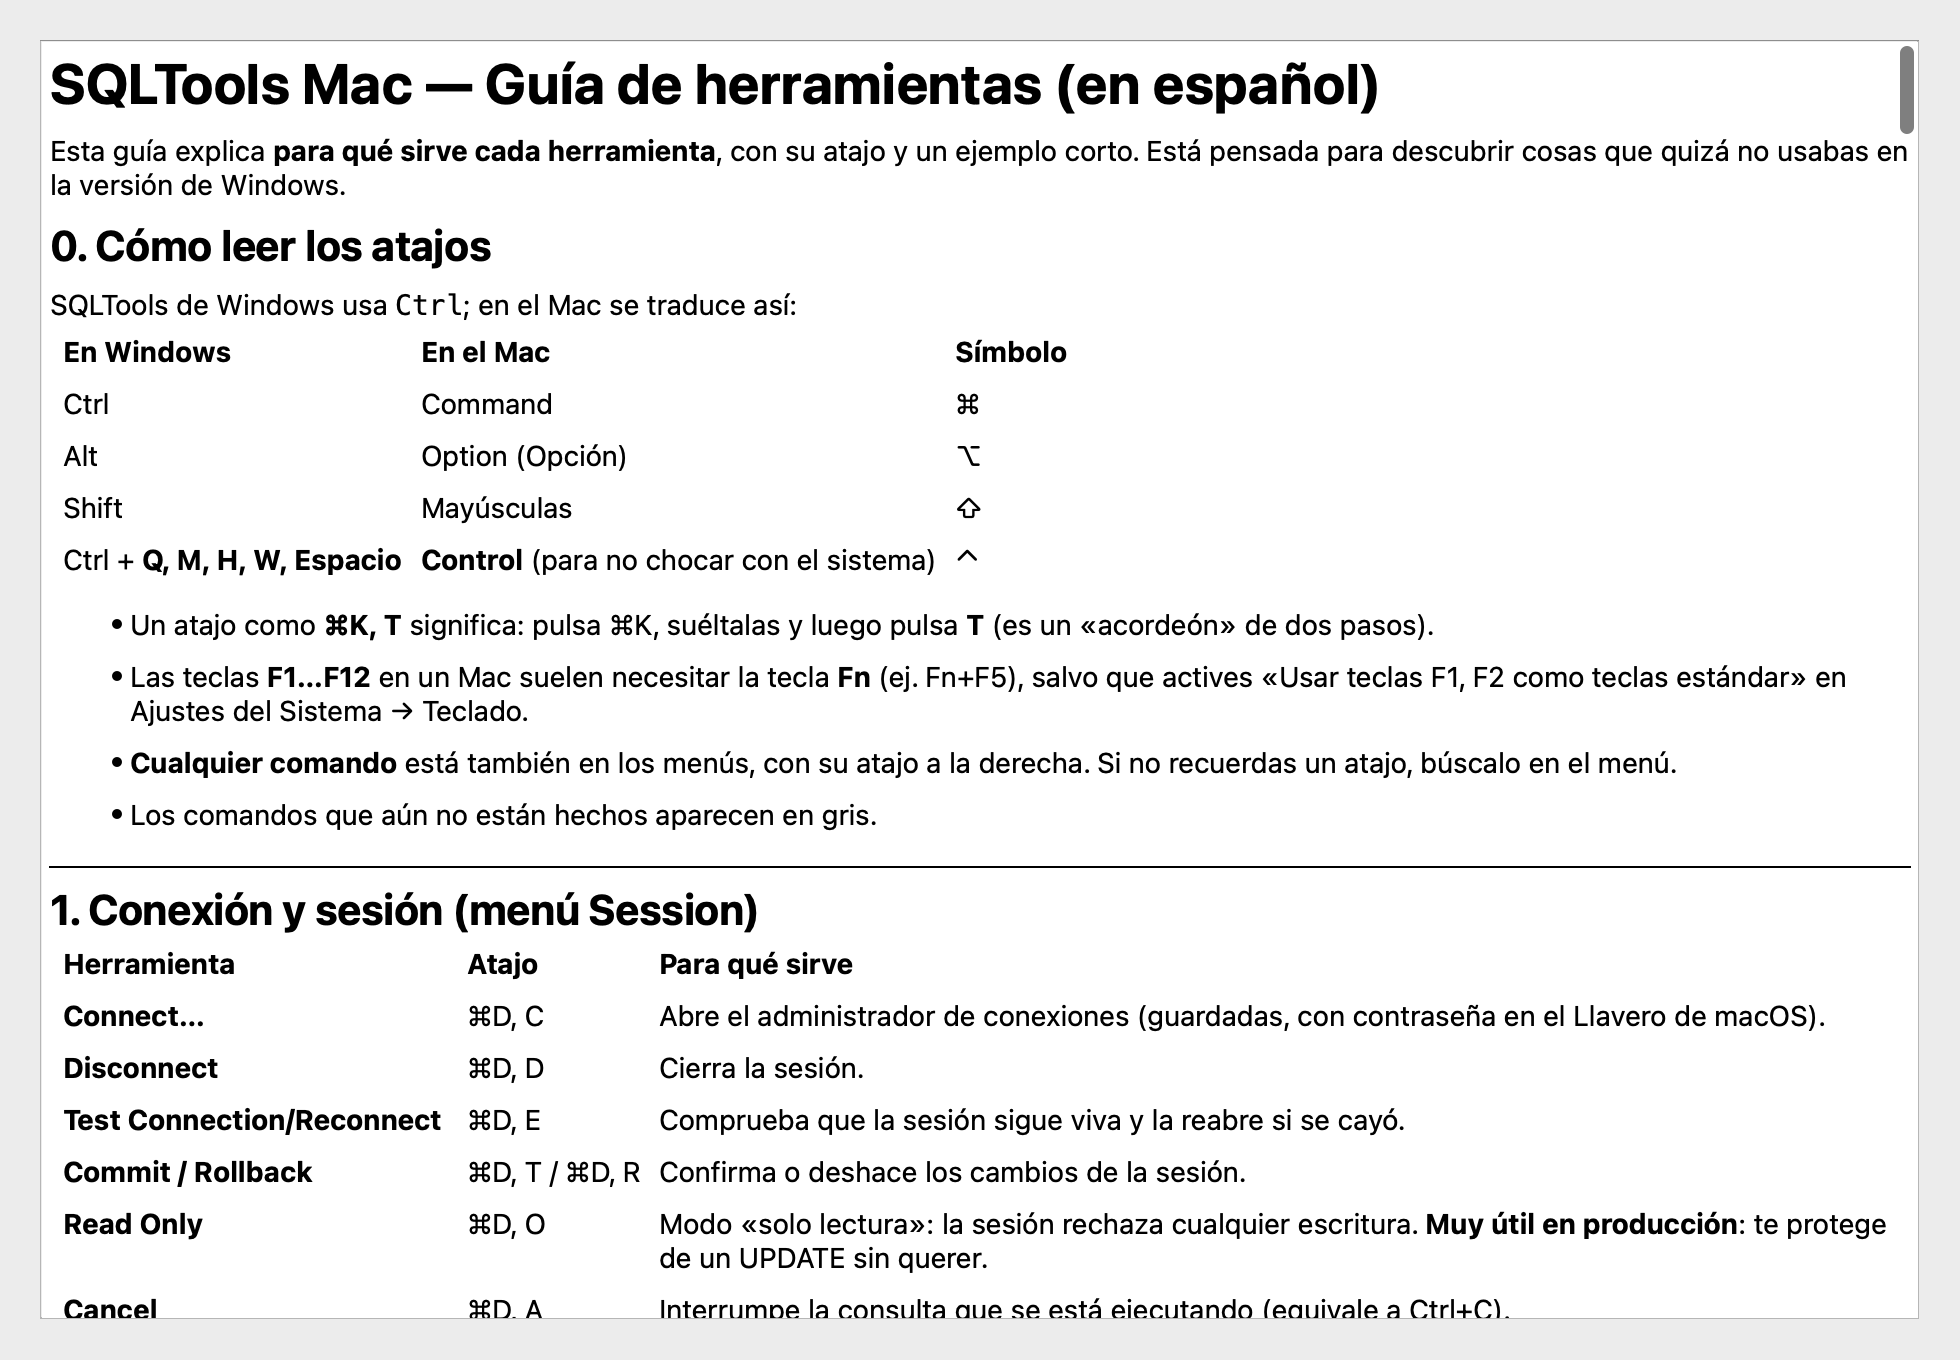 SQLTools Mac — Guía de herramientas (en español)
Esta guía explica para qué sirve cada herramienta, con su atajo y un ejemplo corto. Está pensada para descubrir cosas que quizá no usabas en
la versión de Windows.
0. Cómo leer los atajos
SQLTools de Windows usa Ctrl; en el Mac se traduce así:
En Windows En el Mac Símbolo
Ctrl Command ⌘
Alt Option (Opción) ⌥
Shift Mayúsculas ⇧
Ctrl + Q, M, H, W, Espacio Control (para no chocar con el sistema) ^
• Un atajo como ⌘K, T significa: pulsa ⌘K, suéltalas y luego pulsa T (es un «acordeón» de dos pasos).
• Las teclas F1…F12 en un Mac suelen necesitar la tecla Fn (ej. Fn+F5), salvo que actives «Usar teclas F1, F2 como teclas estándar» en
Ajustes del Sistema → Teclado.
• Cualquier comando está también en los menús, con su atajo a la derecha. Si no recuerdas un atajo, búscalo en el menú.
• Los comandos que aún no están hechos aparecen en gris.
1. Conexión y sesión (menú Session)
Herramienta Atajo Para qué sirve
Connect… ⌘D, C Abre el administrador de conexiones (guardadas, con contraseña en el Llavero de macOS).
Disconnect ⌘D, D Cierra la sesión.
Test Connection/Reconnect ⌘D, E Comprueba que la sesión sigue viva y la reabre si se cayó.
Commit / Rollback ⌘D, T / ⌘D, R Confirma o deshace los cambios de la sesión.
Read Only ⌘D, O Modo «solo lectura»: la sesión rechaza cualquier escritura. Muy útil en producción: te protege
de un UPDATE sin querer.
Cancel ⌘D, A Interrumpe la consulta que se está ejecutando (equivale a Ctrl+C).